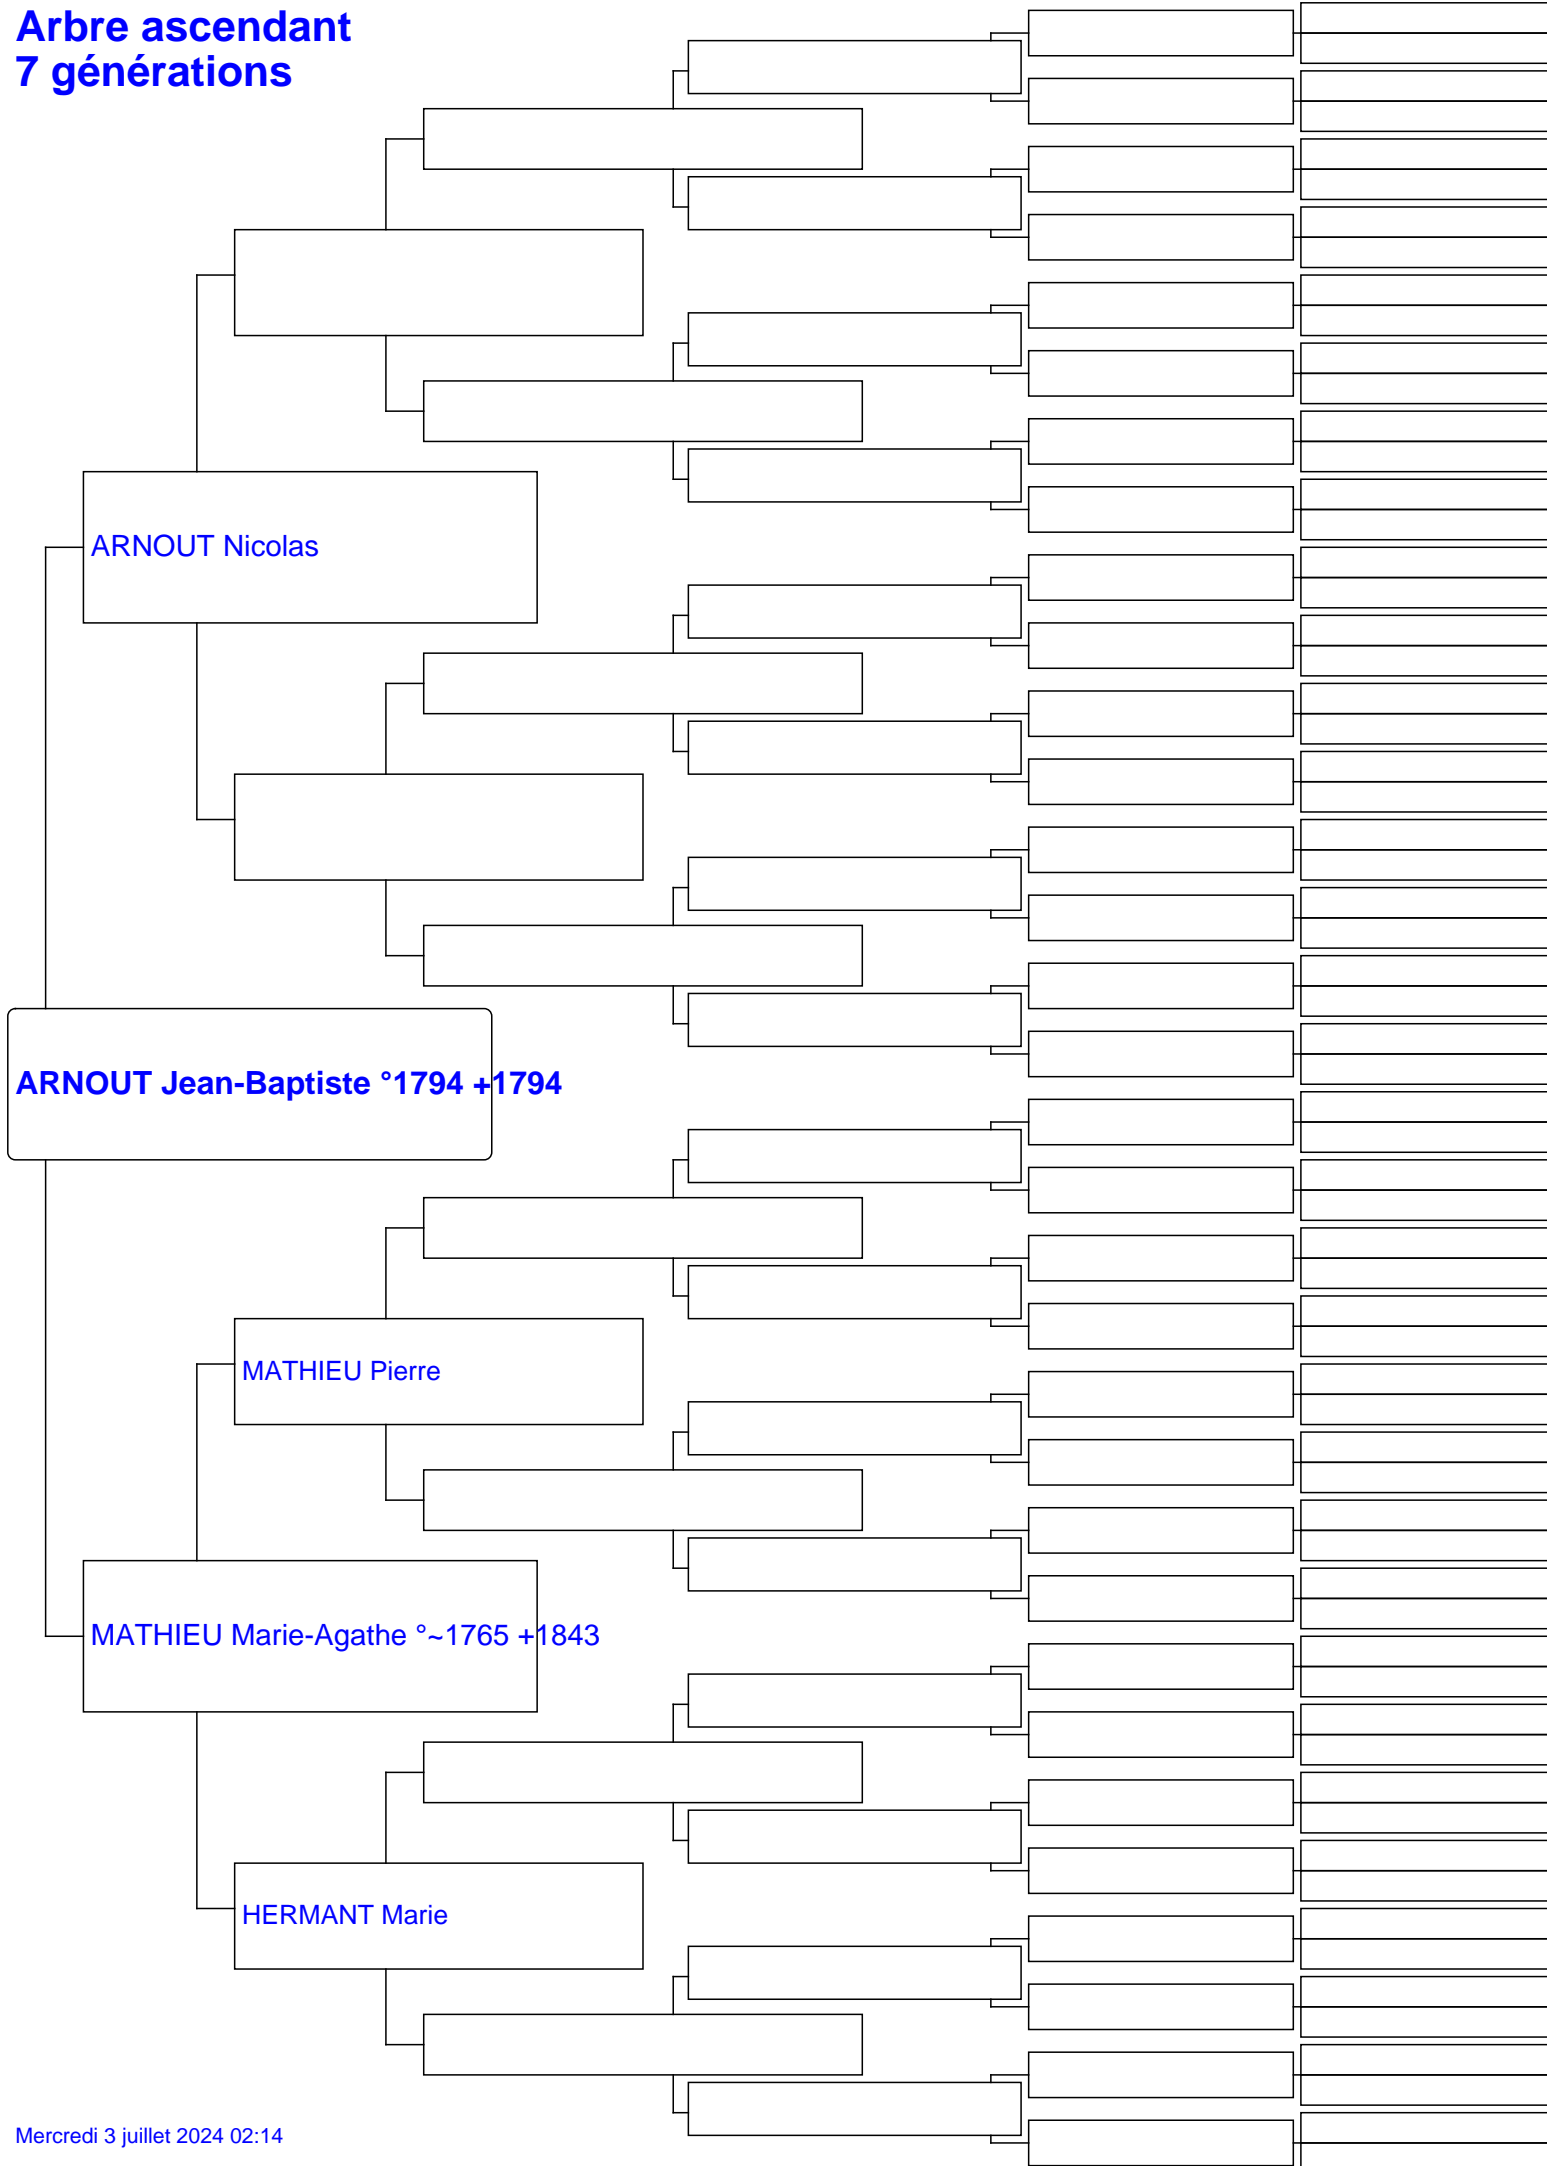 Arbre ascendant
7 générations
ARNOUT Nicolas
ARNOUT Jean-Baptiste °1794 +1794
MATHIEU Pierre
MATHIEU Marie-Agathe °~1765 +1843
HERMANT Marie
Mercredi 3 juillet 2024 02:14